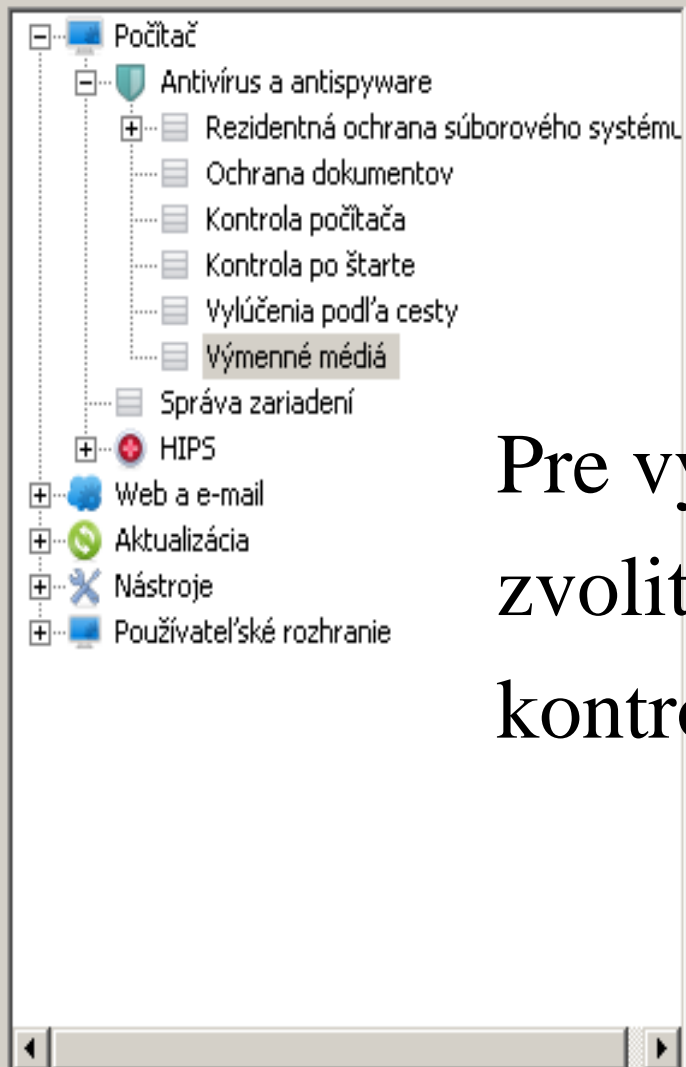 Počítač
Antivírus a antispyware
Rezidentná ochrana súborového systému
Ochrana dokumentov
Kontrola počítača
Kontrola po štarte
Vylúčenia podľa cesty
Výmenné médiá
Správa zariadení
HIPS
Web a e-mail
Aktualizácia
Nástroje
Používateľské rozhranie
Pre